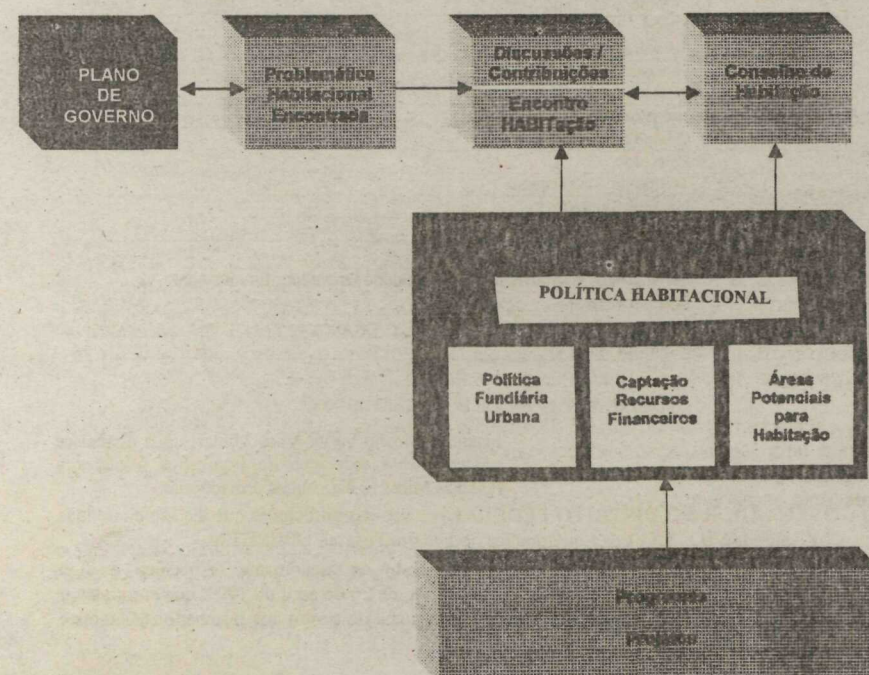 PLANO
DE
GOVERNO
Problemática
Habitacional
Encontrada
Discussões /
Contribuições
Encontro
HABITação
Conselho de
Habitação
POLÍTICA HABITACIONAL
Política
Fundiária
Urbana
Captação
Recursos
Financeiros
Áreas
Potenciais
para
Habitação
Programas
Projetos